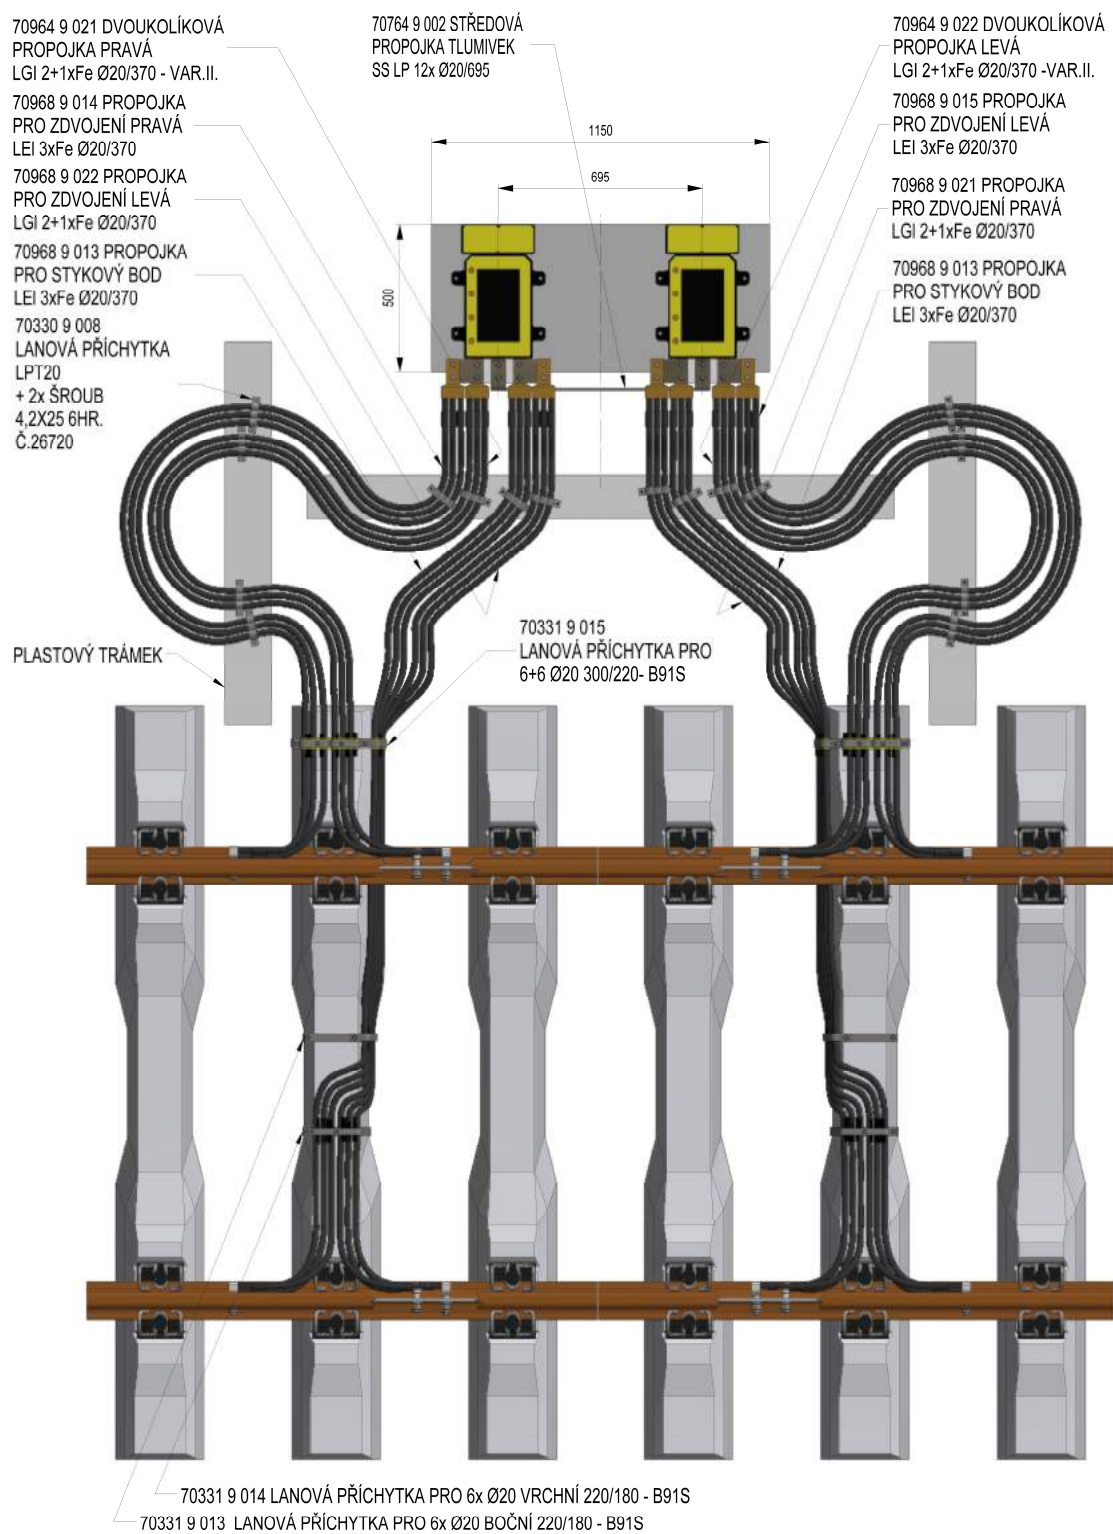 70964 9 021 DVOUKOLÍKOVÁ
PROPOJKA PRAVÁ
LGI 2+1xFe Ø20/370 - VAR.II.
70968 9 014 PROPOJKA
PRO ZDVOJENÍ PRAVÁ
LEI 3xFe Ø20/370
70968 9 022 PROPOJKA
PRO ZDVOJENÍ LEVÁ
LGI 2+1xFe Ø20/370
70968 9 013 PROPOJKA
PRO STYKOVÝ BOD
LEI 3xFe Ø20/370
70330 9 008
LANOVÁ PŘÍCHYTKA
LPT20
+ 2x ŠROUB
4,2X25 6HR.
Č.26720
PLASTOVÝ TRÁMEK
70764 9 002 STŘEDOVÁ
PROPOJKA TLUMIVEK
SS LP 12x Ø20/695
1150
695
500
70964 9 022 DVOUKOLÍKOVÁ
PROPOJKA LEVÁ
LGI 2+1xFe Ø20/370 -VAR.II.
70968 9 015 PROPOJKA
PRO ZDVOJENÍ LEVÁ
LEI 3xFe Ø20/370
70968 9 021 PROPOJKA
PRO ZDVOJENÍ PRAVÁ
LGI 2+1xFe Ø20/370
70968 9 013 PROPOJKA
PRO STYKOVÝ BOD
LEI 3xFe Ø20/370
70331 9 015
LANOVÁ PŘÍCHYTKA PRO
6+6 Ø20 300/220- B91S
70331 9 014 LANOVÁ PŘÍCHYTKA PRO 6x Ø20 VRCHNÍ 220/180 - B91S
70331 9 013 LANOVÁ PŘÍCHYTKA PRO 6x Ø20 BOČNÍ 220/180 - B91S